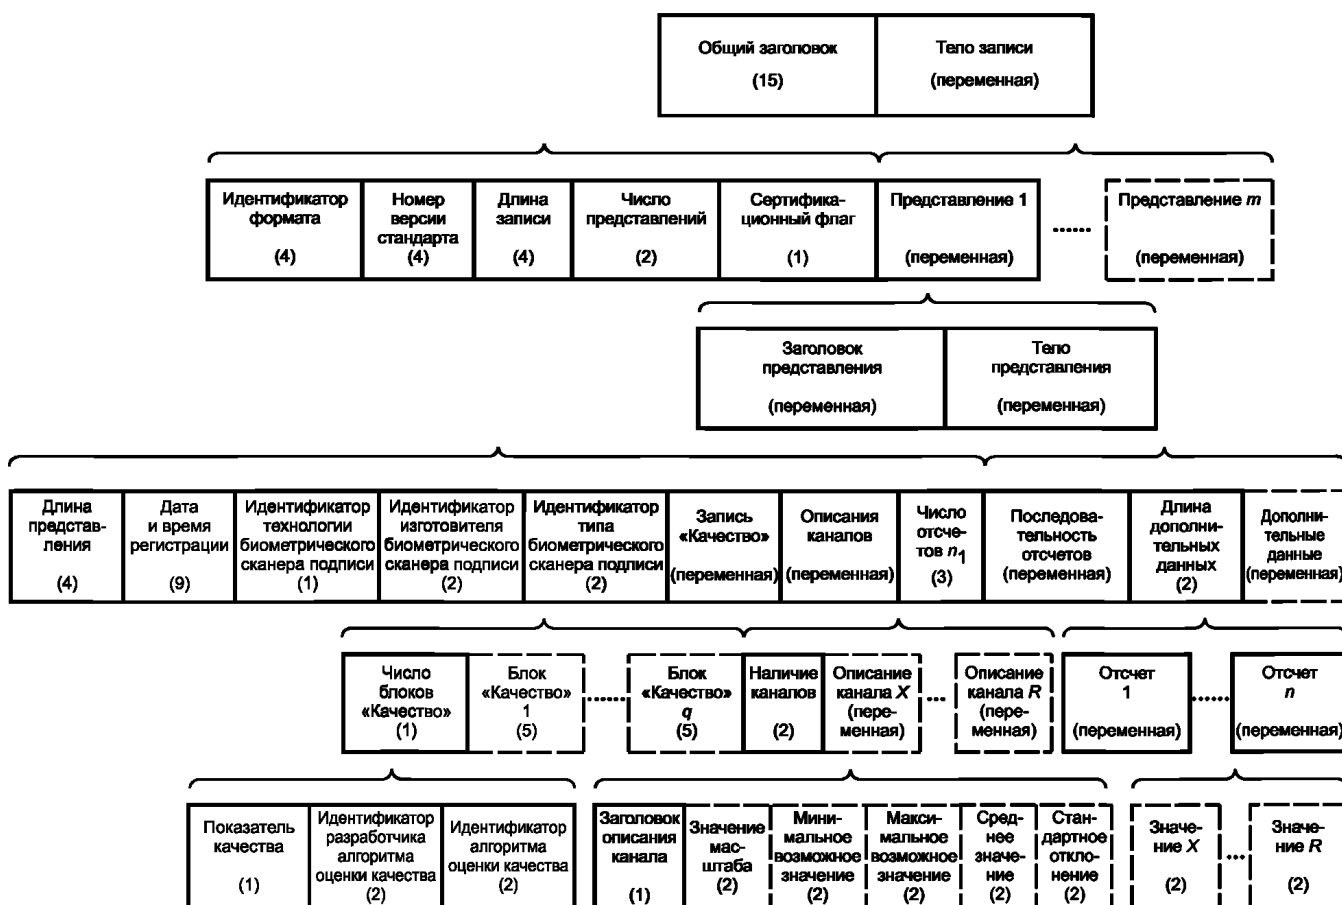 Общий заголовок
(15)
Тело записи
(переменная)
Идентификатор
формата
(4)
Номер
версии
стандарта
(4)
Длина
записи
(4)
Число
представлений
(2)
Сертифика-
ционный флаг
(1)
Представление 1
(переменная)
......
Представление m
(переменная)
Заголовок
представления
(переменная)
Тело
представления
(переменная)
Длина
представ-
ления
(4)
Дата
и время
регистрации
(9)
Идентификатор
технологии
биометрического
сканера подписи
(1)
Идентификатор
изготовителя
биометрического
сканера подписи
(2)
Идентификатор
типа
биометрического
сканера подписи
(2)
Запись
«Качество»
(переменная)
Описания
каналов
(переменная)
Число
отсче-
тов n1
(3)
Последова-
тельность
отсчетов
(переменная)
Длина
дополни-
тельных
данных
(2)
Дополни-
тельные
данные
(переменная)
Число
блоков
«Качество»
(1)
Блок
«Качество»
1
(5)
......
Блок
«Качество»
q
(5)
Наличие
каналов
(2)
Описание
канала X
(пере-
менная)
...
Описание
канала R
(пере-
менная)
Отсчет
1
(переменная)
......
Отсчет
n
(переменная)
Показатель
качества
(1)
Идентификатор
разработчика
алгоритма
оценки качества
(2)
Идентификатор
алгоритма
оценки качества
(2)
Заголовок
описания
канала
(1)
Значение
мас-
штаба
(2)
Мини-
мальное
возможное
значение
(2)
Макси-
мальное
возможное
значение
(2)
Сред-
нее
значе-
ние
(2)
Стан-
дартное
откло-
нение
(2)
Значе-
ние X
(2)
...
Значе-
ние R
(2)